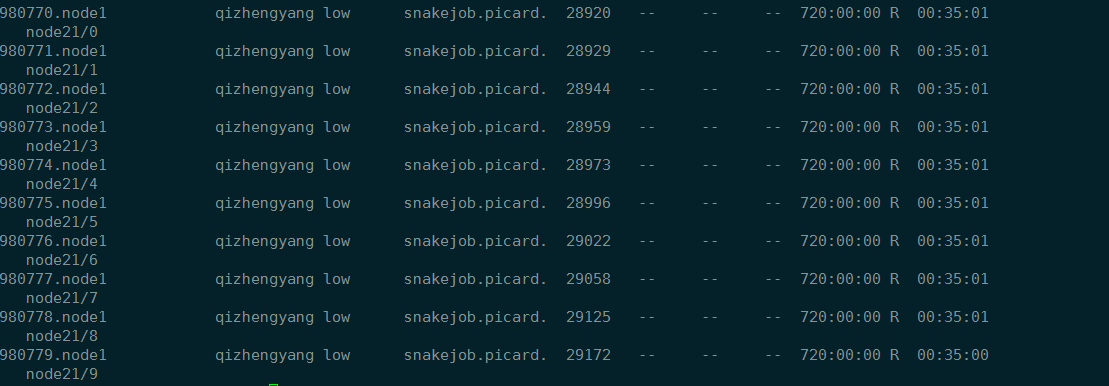 980770.node1 qizhengyang low snakejob.picard. 28920 -- -- -- 720:00:00 R 00:35:01
node21/0
980771.node1 qizhengyang low snakejob.picard. 28929 -- -- -- 720:00:00 R 00:35:01
node21/1
980772.node1 qizhengyang low snakejob.picard. 28944 -- -- -- 720:00:00 R 00:35:01
node21/2
980773.node1 qizhengyang low snakejob.picard. 28959 -- -- -- 720:00:00 R 00:35:01
node21/3
980774.node1 qizhengyang low snakejob.picard. 28973 -- -- -- 720:00:00 R 00:35:01
node21/4
980775.node1 qizhengyang low snakejob.picard. 28996 -- -- -- 720:00:00 R 00:35:01
node21/5
980776.node1 qizhengyang low snakejob.picard. 29022 -- -- -- 720:00:00 R 00:35:01
node21/6
980777.node1 qizhengyang low snakejob.picard. 29058 -- -- -- 720:00:00 R 00:35:01
node21/7
980778.node1 qizhengyang low snakejob.picard. 29125 -- -- -- 720:00:00 R 00:35:01
node21/8
980779.node1 qizhengyang low snakejob.picard. 29172 -- -- -- 720:00:00 R 00:35:00
node21/9